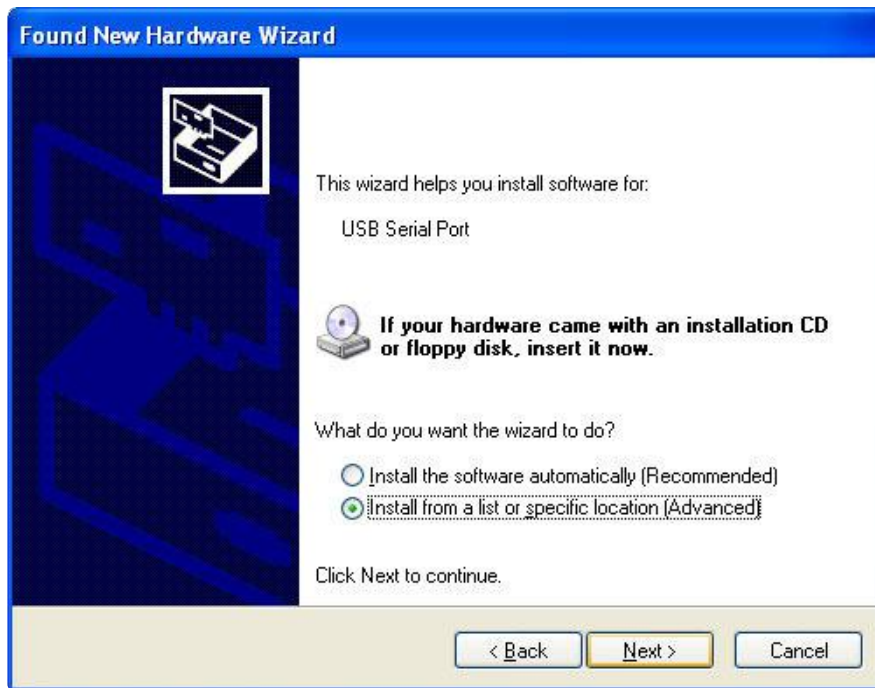 Found New Hardware Wizard
This wizard helps you install software for:
USB Serial Port
If your hardware came with an installation CD
or floppy disk, insert it now.
What do you want the wizard to do?
Install the software automatically (Recommended)
Install from a list or specific location (Advanced)
Click Next to continue.
< Back Next > Cancel